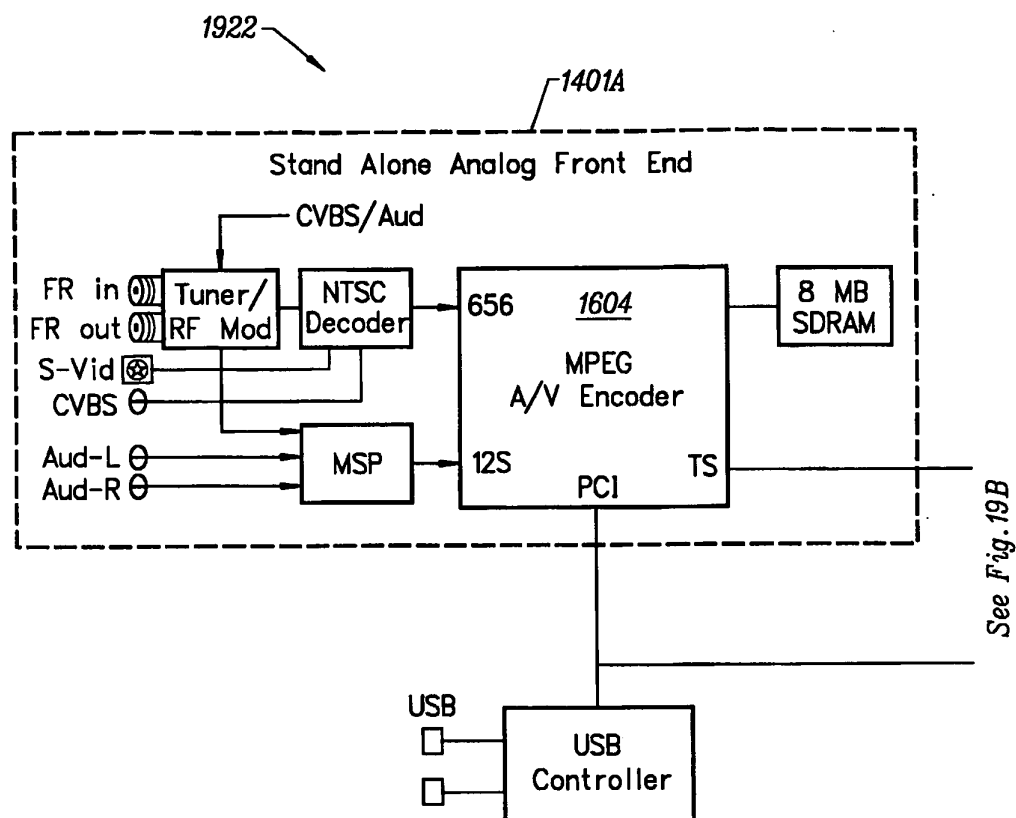 1922
1401A
Stand Alone Analog Front End
CVBS/Aud
FR in
FR out
S-Vid
CVBS
Aud-L
Aud-R
Tuner/
RF Mod
NTSC
Decoder
MSP
656
1604
MPEG
A/V Encoder
12S
TS
PCI
8 MB
SDRAM
See Fig.19B
USB
USB
Controller